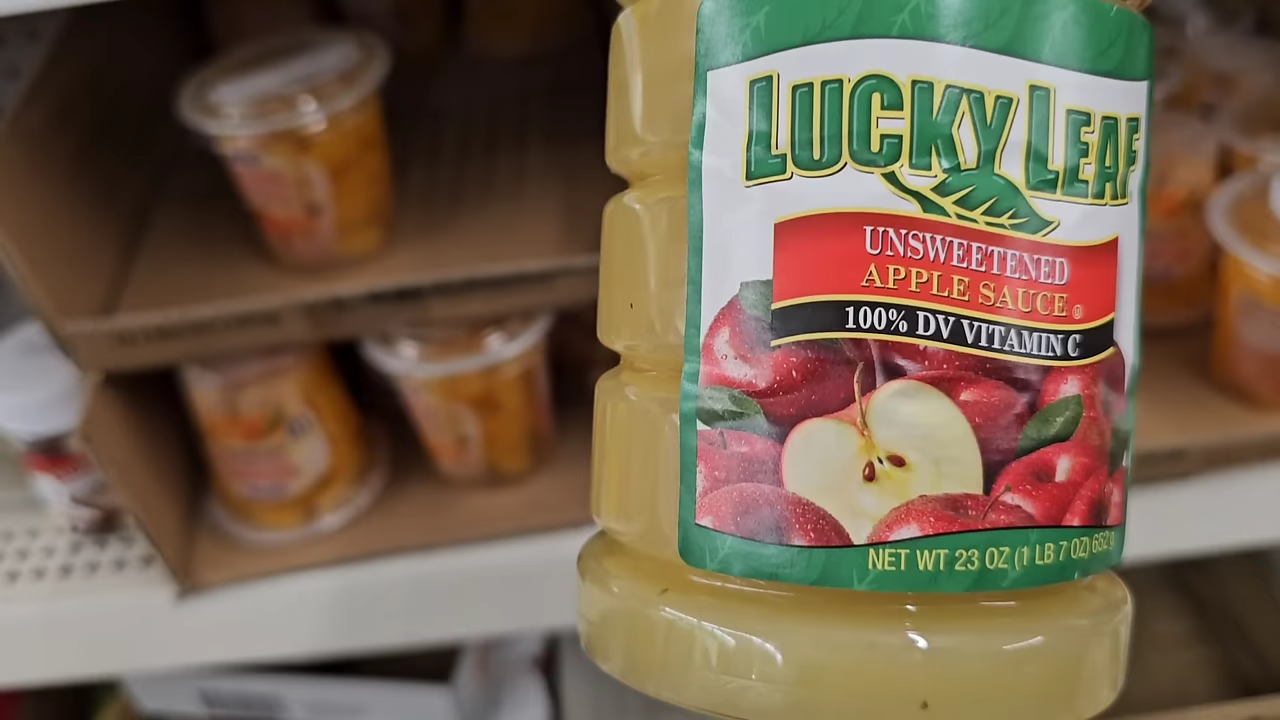 LUCKY LEAF
UNSWEETENED
APPLE SAUCE
100% DV VITAMIN C
NET WT 23 OZ (1 LB 7 OZ) 652g